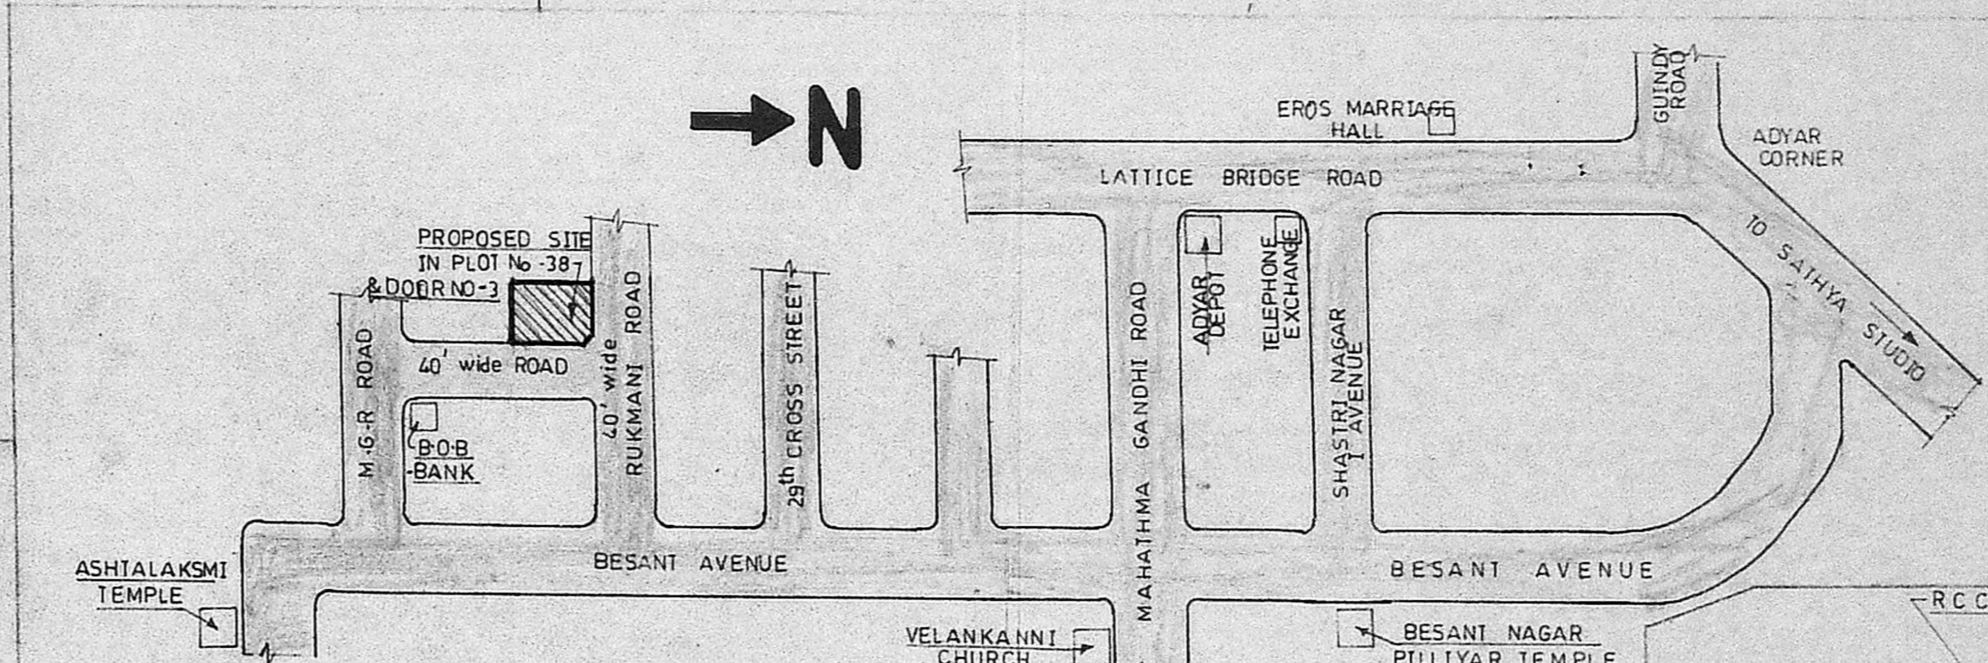 N
GUINDY
ROAD
EROS MARRIAGE
HALL
ADYAR
CORNER
LATTICE BRIDGE ROAD
TO SATHYA STUDIO
PROPOSED SITE
IN PLOT No -38
& DOOR NO-3
M.G.R ROAD
40' wide ROAD
B.O.B
BANK
40' wide
RUKMANI ROAD
29th CROSS STREET
MAHATHMA GANDHI ROAD
ADYAR
DEPOT
TELEPHONE
EXCHANGE
SHASTRI NAGAR
I AVENUE
BESANT AVENUE
BESANT AVENUE
ASHTALAKSMI
TEMPLE
VELANKANNI
CHURCH
BESANT NAGAR
PILLIYAR TEMPLE
RCC